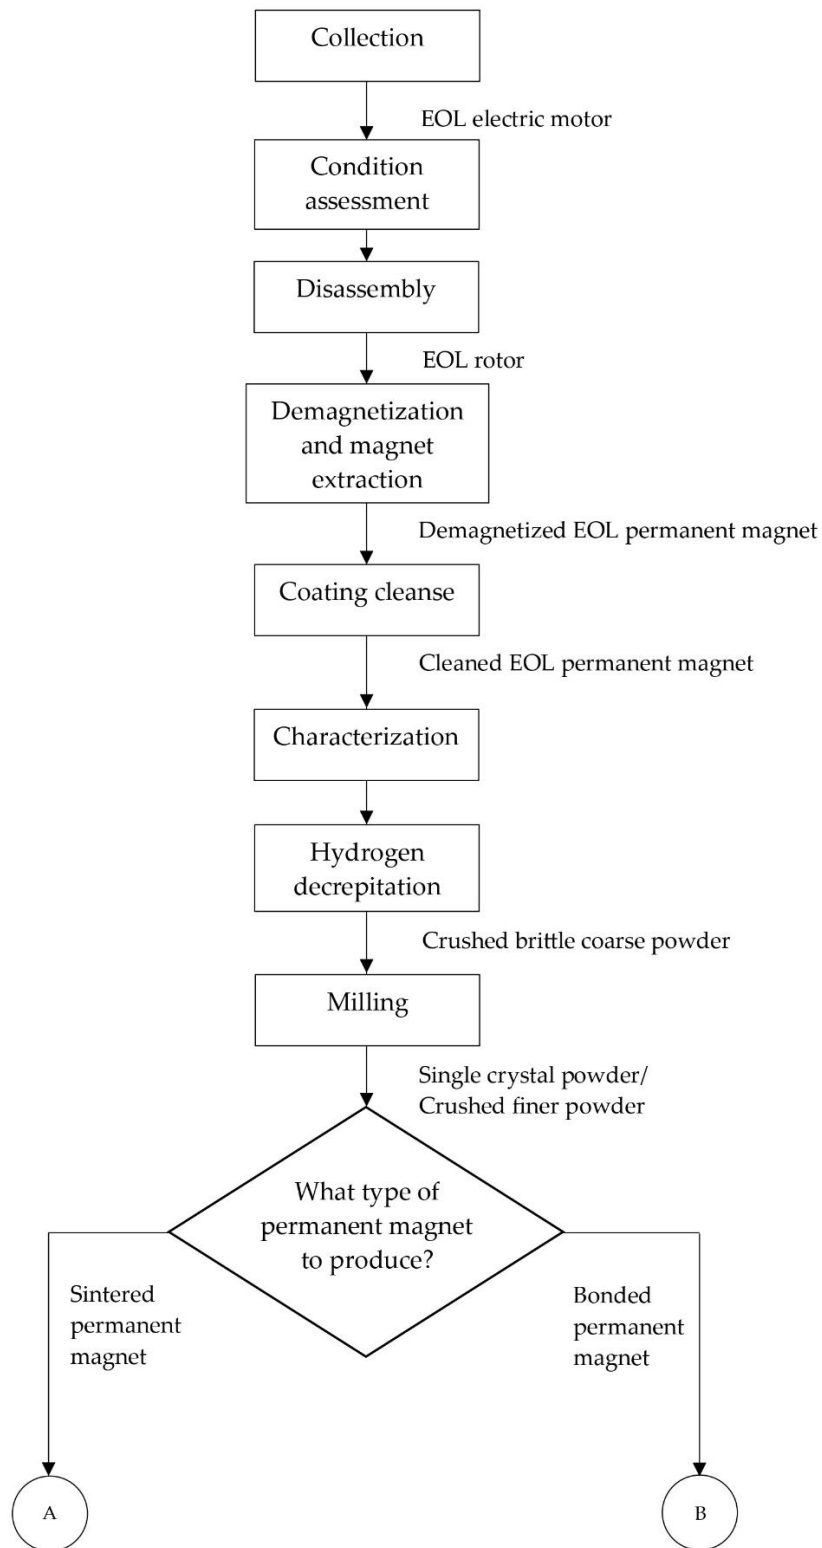 Collection
EOL electric motor
Condition
assessment
Disassembly
EOL rotor
Demagnetization
and magnet
extraction
Demagnetized EOL permanent magnet
Coating cleanse
Cleaned EOL permanent magnet
Characterization
Hydrogen
decrepitation
Crushed brittle coarse powder
Milling
Single crystal powder/
Crushed finer powder
What type of
permanent magnet
to produce?
Sintered
permanent
magnet
Bonded
permanent
magnet
A
B